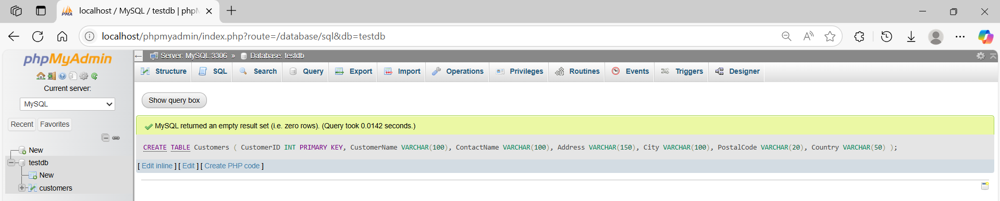 localhost / MySQL / testdb | php
localhost/phpmyadmin/index.php?route=/database/sql&db=testdb
phpMyAdmin
Current server:
MySQL
Recent Favorites
New
testdb
New
customers
Server: MySQL:3306 » Database: testdb
Structure SQL Search Query Export Import Operations Privileges Routines Events Triggers Designer
Show query box
MySQL returned an empty result set (i.e. zero rows). (Query took 0.0142 seconds.)
CREATE TABLE Customers ( CustomerID INT PRIMARY KEY, CustomerName VARCHAR(100), ContactName VARCHAR(100), Address VARCHAR(150), City VARCHAR(100), PostalCode VARCHAR(20), Country VARCHAR(50) );
[ Edit inline ] [ Edit ] [ Create PHP code ]